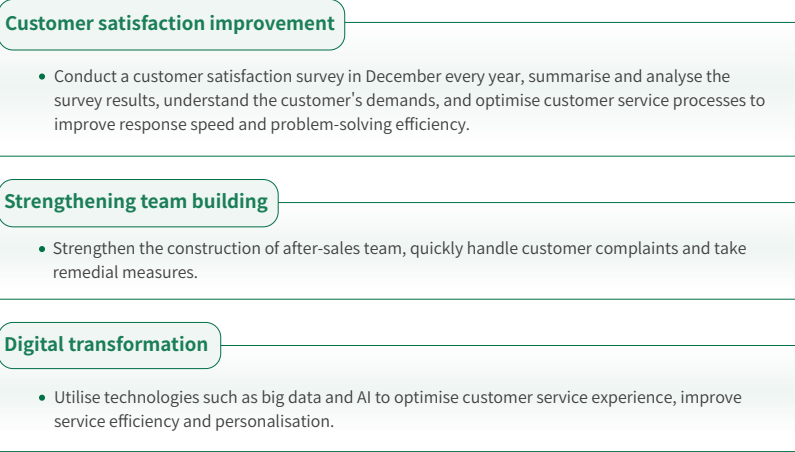 Customer satisfaction improvement
• Conduct a customer satisfaction survey in December every year, summarise and analyse the
survey results, understand the customer's demands, and optimise customer service processes to
improve response speed and problem-solving efficiency.
Strengthening team building
• Strengthen the construction of after-sales team, quickly handle customer complaints and take
remedial measures.
Digital transformation
• Utilise technologies such as big data and AI to optimise customer service experience, improve
service efficiency and personalisation.